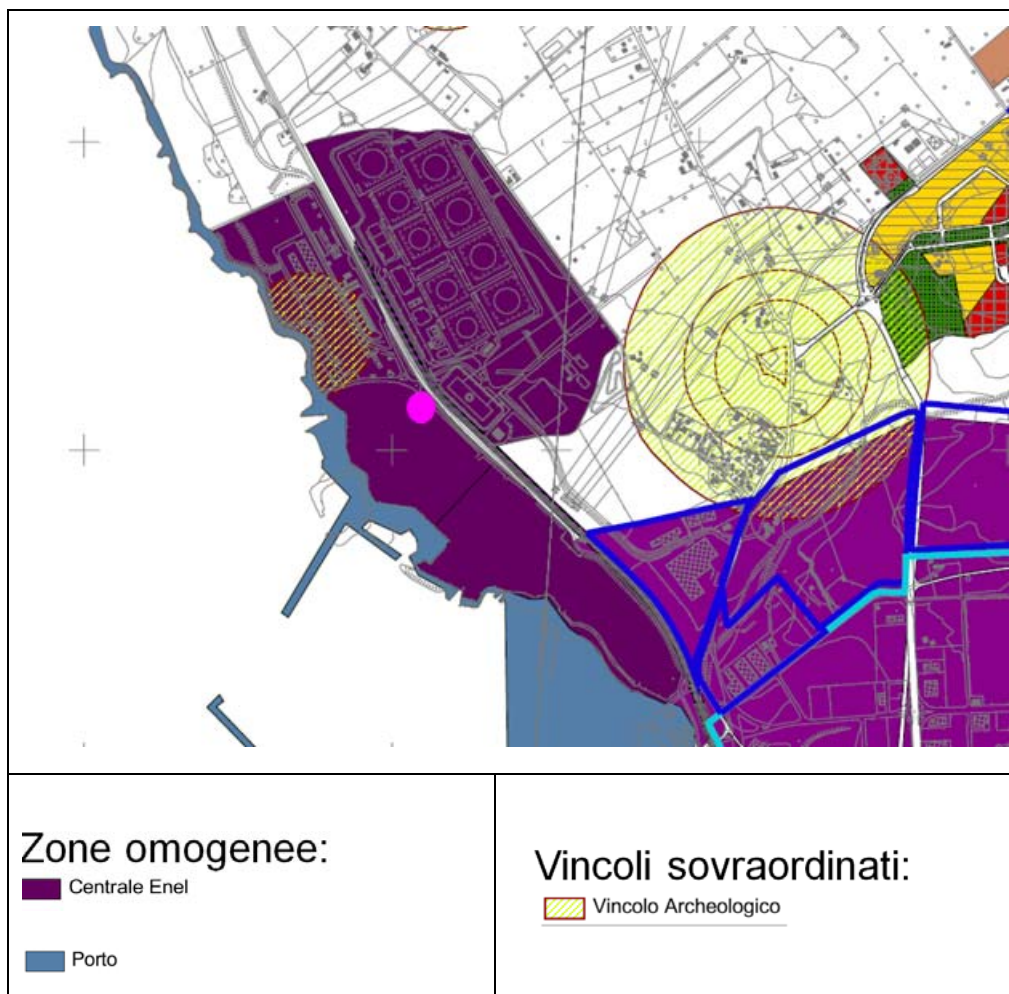 Zone omogenee:
Centrale Enel
Porto
Vincoli sovraordinati:
Vincolo Archeologico